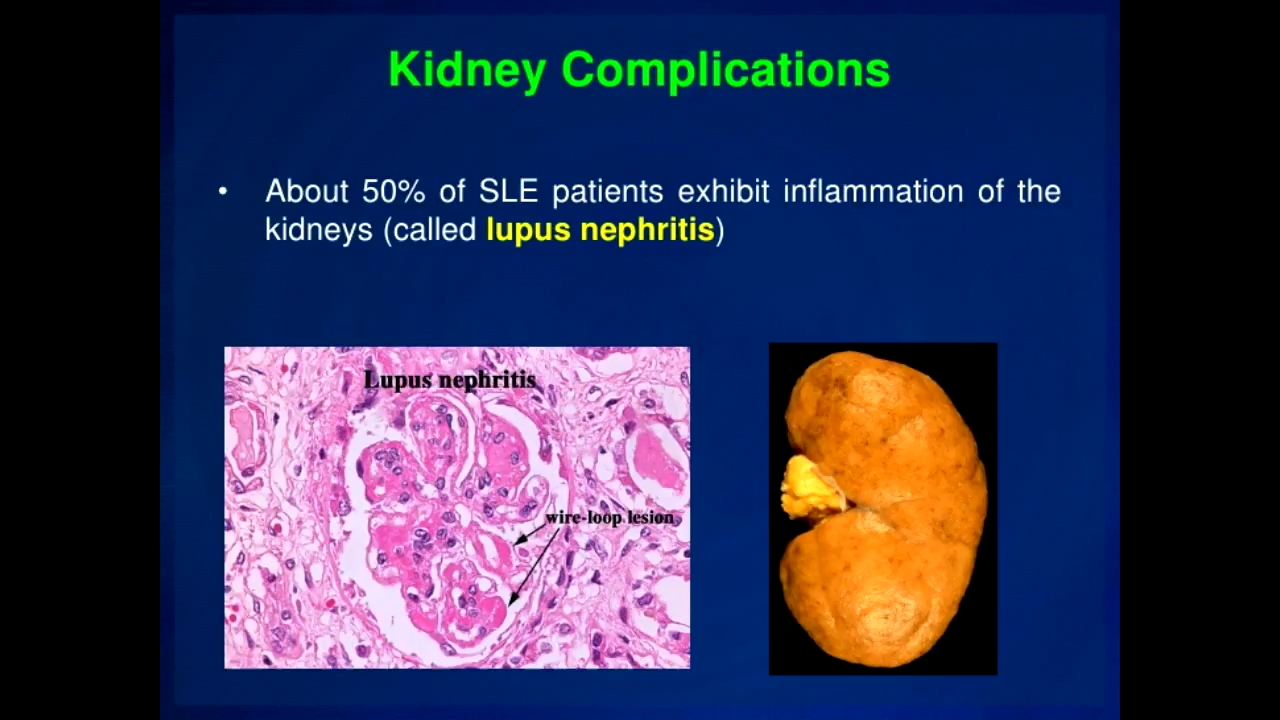 Kidney Complications
• About 50% of SLE patients exhibit inflammation of the
kidneys (called lupus nephritis)
Lupus nephritis
wire-loop lesion